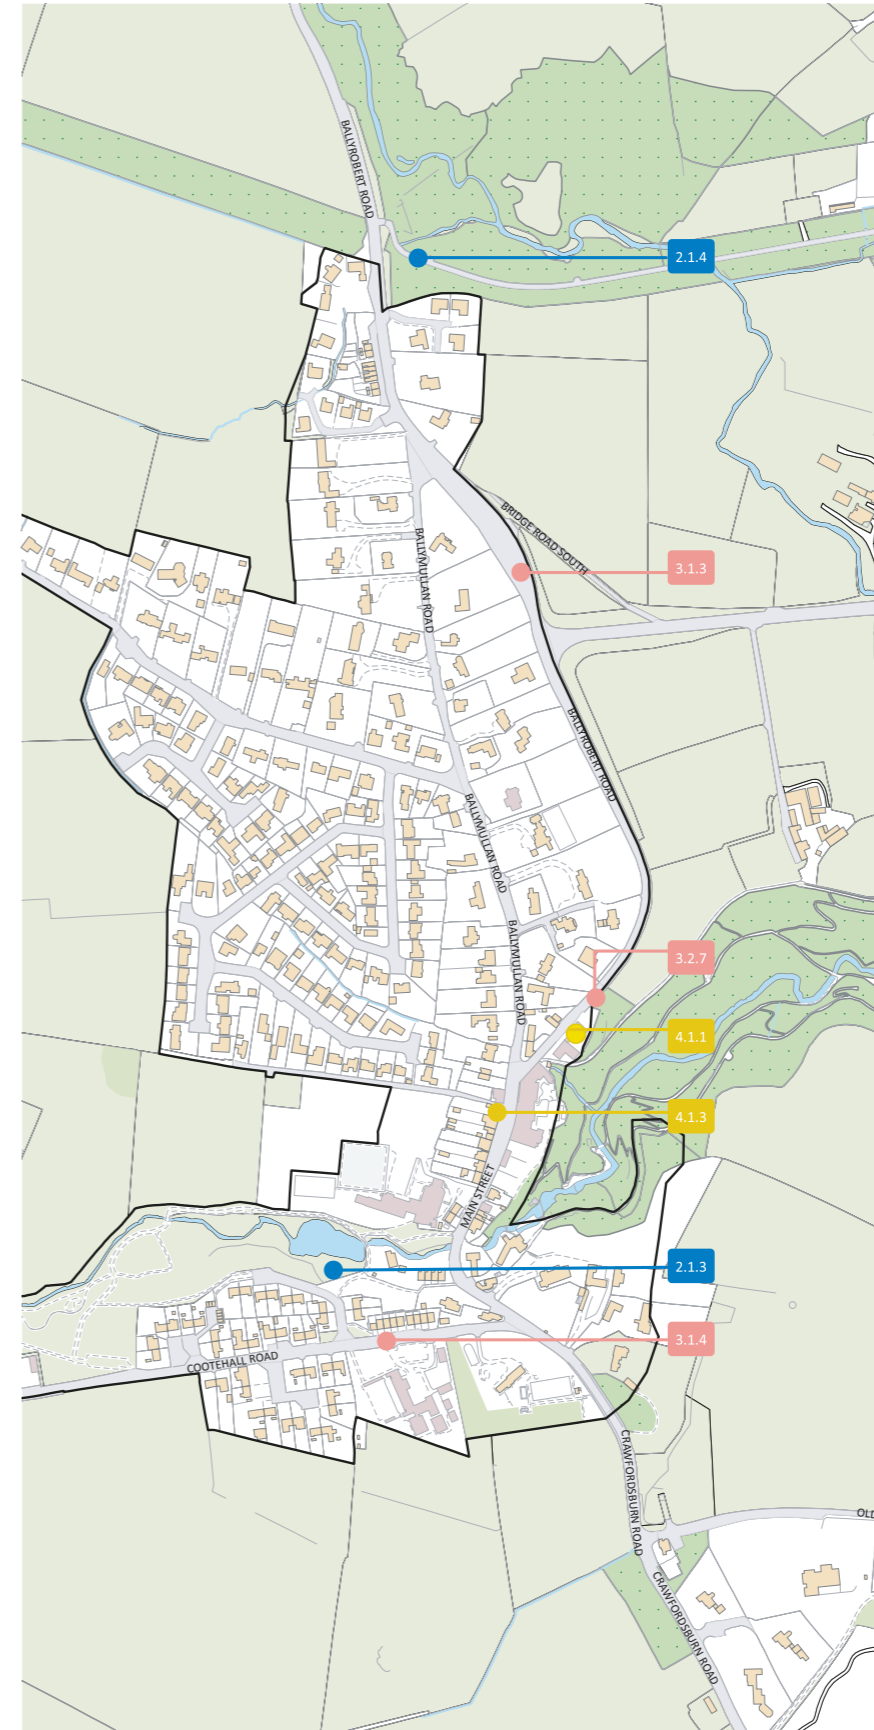 BALLYROBERT ROAD
2.1.4
BRIDGE ROAD SOUTH
BALLYMULLAN ROAD
3.1.3
BALLYROBERT ROAD
BALLYMULLAN ROAD
BALLYMULLAN ROAD
3.2.7
4.1.1
4.1.3
MAIN STREET
2.1.3
3.1.4
COOTEHALL ROAD
CRAWFORDSBURN ROAD
OLD
CRAWFORDSBURN ROAD